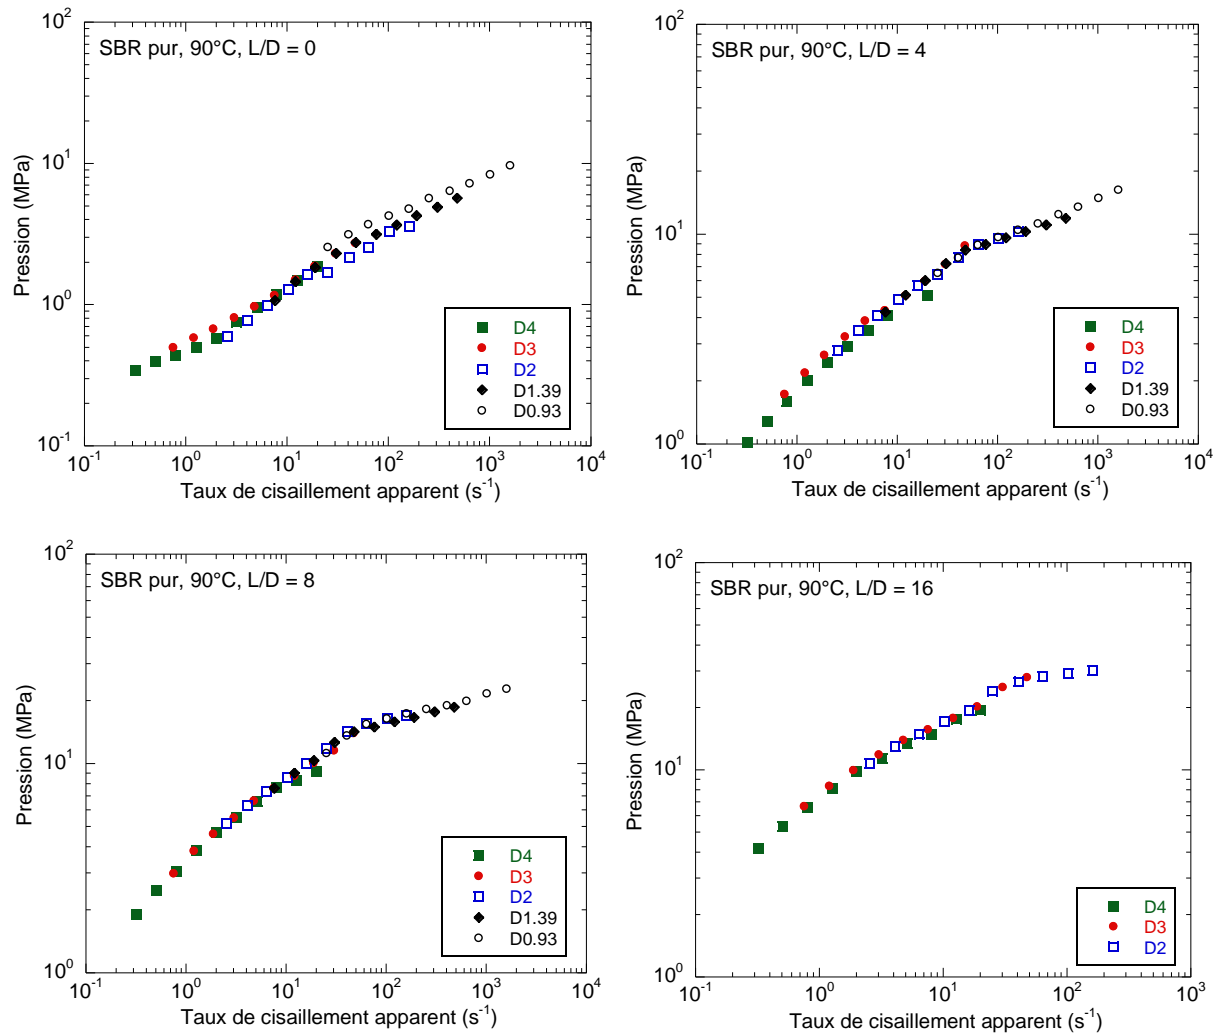 SBR pur, 90°C, L/D = 0
Pression (MPa)
10²
10¹
10⁰
10⁻¹
D4
D3
D2
D1.39
D0.93
10⁻¹ 10⁰ 10¹ 10² 10³ 10⁴
Taux de cisaillement apparent (s⁻¹)
SBR pur, 90°C, L/D = 4
Pression (MPa)
10²
10¹
10⁰
D4
D3
D2
D1.39
D0.93
10⁻¹ 10⁰ 10¹ 10² 10³ 10⁴
Taux de cisaillement apparent (s⁻¹)
SBR pur, 90°C, L/D = 8
Pression (MPa)
10²
10¹
10⁰
D4
D3
D2
D1.39
D0.93
10⁻¹ 10⁰ 10¹ 10² 10³ 10⁴
Taux de cisaillement apparent (s⁻¹)
SBR pur, 90°C, L/D = 16
Pression (MPa)
10²
10¹
10⁰
D4
D3
D2
10⁻¹ 10⁰ 10¹ 10² 10³
Taux de cisaillement apparent (s⁻¹)